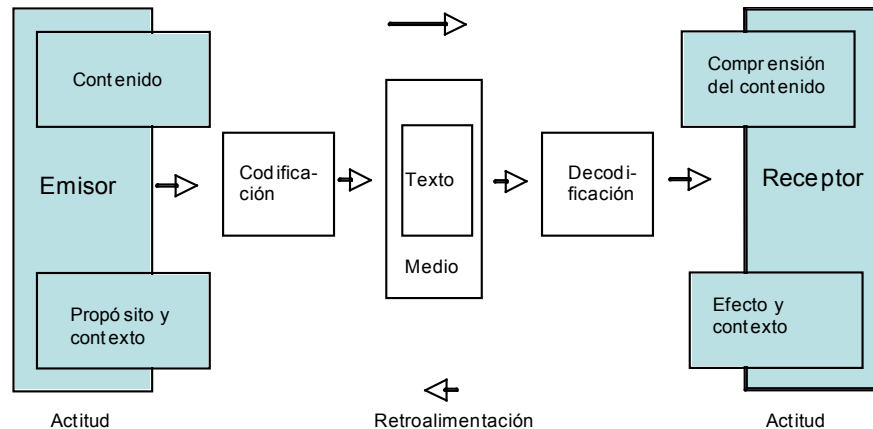 Contenido
Emisor
Propósito y
contexto
Actitud
Codifica-
ción
Texto
Medio
Retroalimentación
Decodi-
ficación
Comprensión
del contenido
Receptor
Efecto y
contexto
Actitud